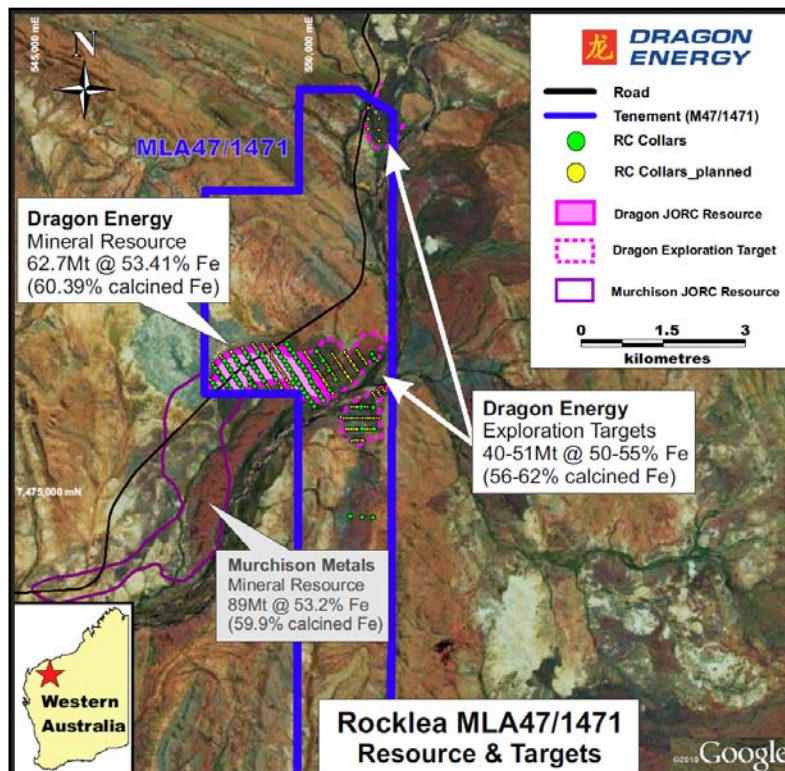 545,000 mE
550,000 mE
N
龙 DRAGON
ENERGY
Road
Tenement (M47/1471)
RC Collars
RC Collars_planned
Dragon JORC Resource
Dragon Exploration Target
Murchison JORC Resource
0 1.5 3
kilometres
MLA47/1471
Dragon Energy
Mineral Resource
62.7Mt @ 53.41% Fe
(60.39% calcined Fe)
Dragon Energy
Exploration Targets
40-51Mt @ 50-55% Fe
(56-62% calcined Fe)
7,475,000 mN
Murchison Metals
Mineral Resource
89Mt @ 53.2% Fe
(59.9% calcined Fe)
Western
Australia
Rocklea MLA47/1471
Resource & Targets
©2010 Google